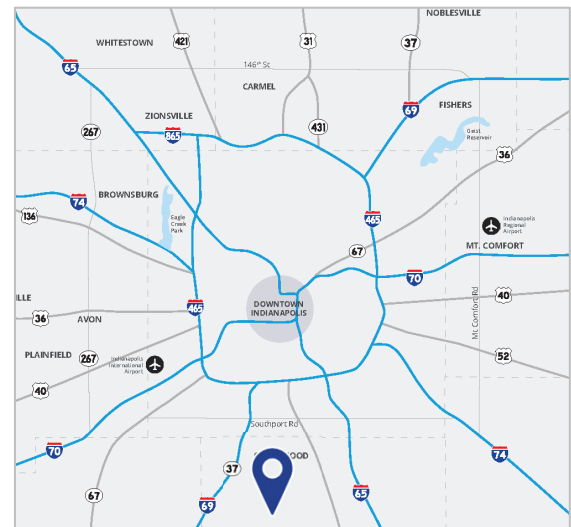 NOBLESVILLE
WHITESTOWN
421
31
37
146th St
65
CARMEL
FISHERS
69
ZIONSVILLE
865
267
431
Geist
Reservoir
36
BROWNSBURG
74
136
Eagle
Creek
Park
465
Indianapolis
Regional
Airport
MT. COMFORT
67
70
DOWNTOWN
INDIANAPOLIS
40
Mt Comfort Rd
465
36
AVON
52
PLAINFIELD
267
Indianapolis
International
Airport
40
Southport Rd
70
37
74
67
69
65